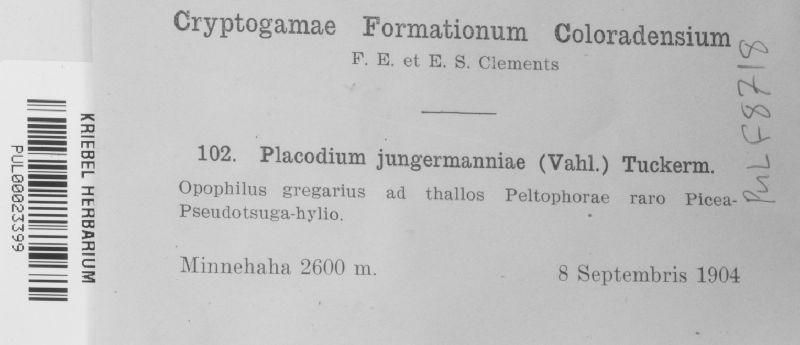 Cryptogamae Formationum Coloradensium
F. E. et E. S. Clements
102. Placodium jungermanniae (Vahl.) Tuckerm.
Opophilus gregarius ad thallos Peltophorae raro Picea-
Pseudotsuga-hylio.
Minnehaha 2600 m.
8 Septembris 1904
KRIEBEL HERBARIUM
PUL00023399
PUL F8718